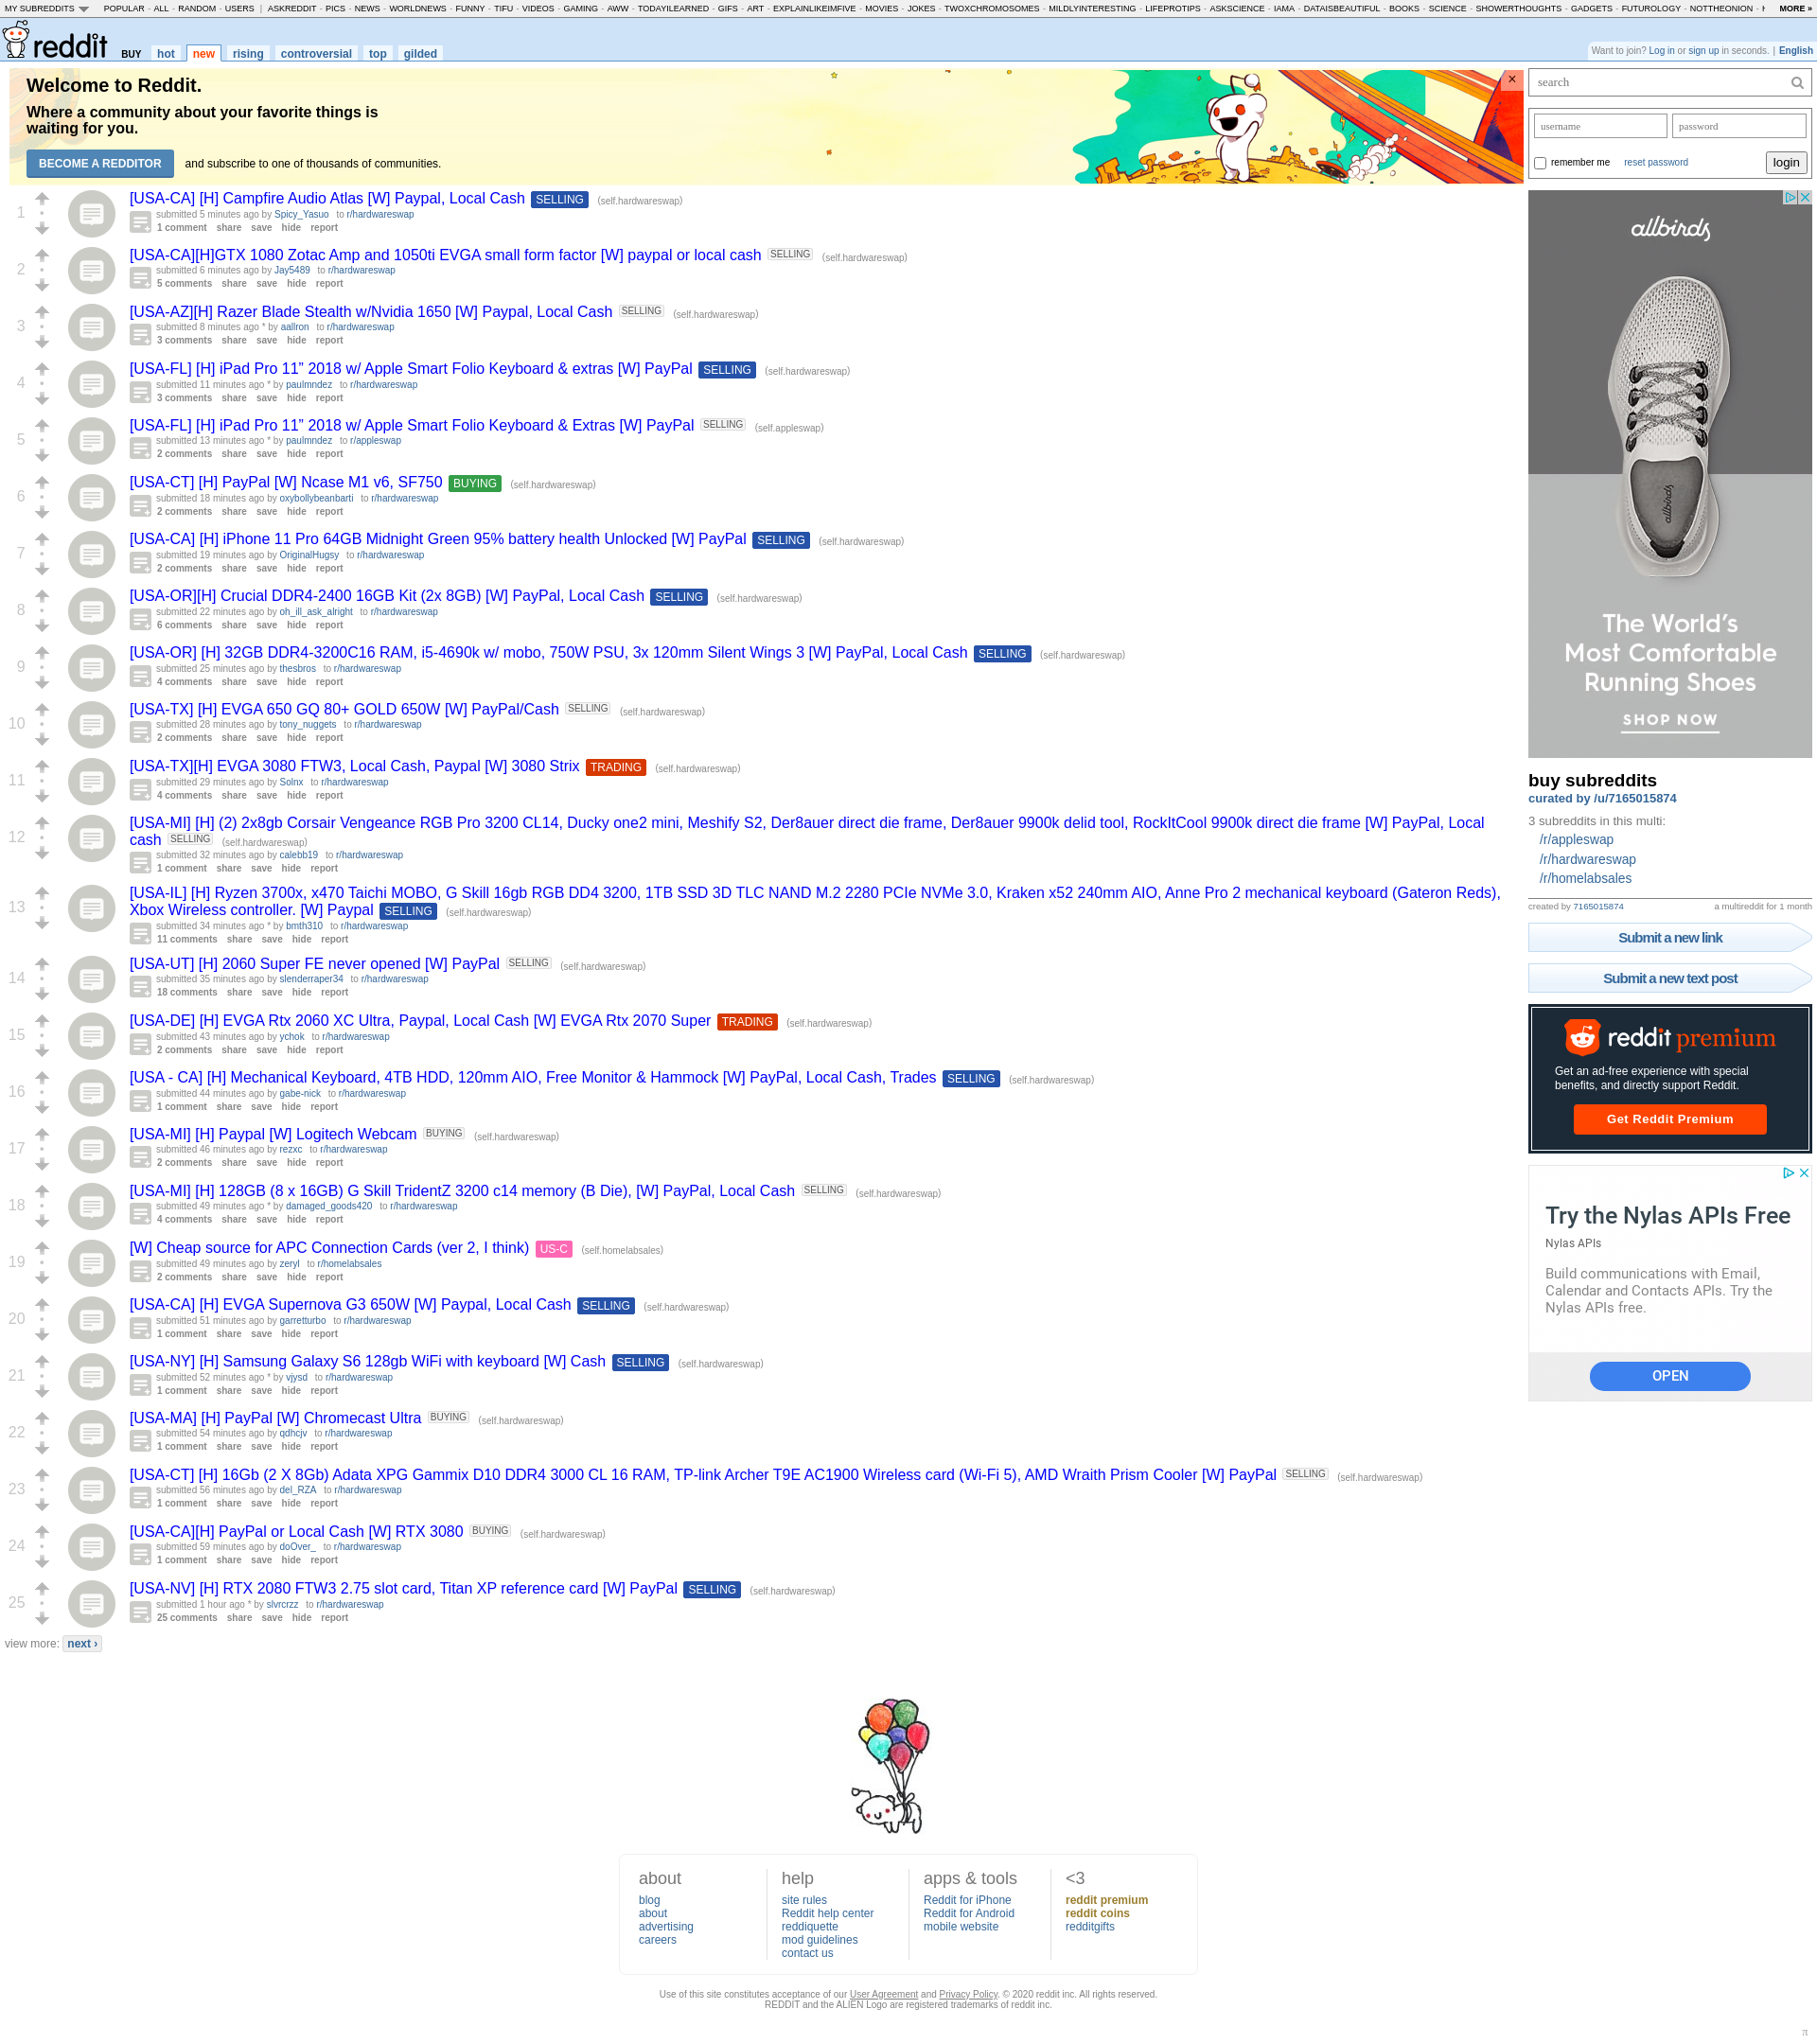 MY SUBREDDITS POPULAR - ALL - RANDOM - USERS | ASKREDDIT - PICS - NEWS - WORLDNEWS - FUNNY - TIFU - VIDEOS - GAMING - AWW - TODAYILEARNED - GIFS - ART - EXPLAINLIKEIMFIVE - MOVIES - JOKES - TWOXCHROMOSOMES - MILDLYINTERESTING - LIFEPROTIPS - ASKSCIENCE - IAMA - DATAISBEAUTIFUL - BOOKS - SCIENCE - SHOWERTHOUGHTS - GADGETS - FUTUROLOGY - NOTTHEONION - MORE »
reddit BUY hot new rising controversial top gilded
Want to join? Log in or sign up in seconds. | English
Welcome to Reddit.
Where a community about your favorite things is
waiting for you.
BECOME A REDDITOR and subscribe to one of thousands of communities.
1
[USA-CA] [H] Campfire Audio Atlas [W] Paypal, Local Cash SELLING (self.hardwareswap)
submitted 5 minutes ago by Spicy_Yasuo to r/hardwareswap
1 comment share save hide report
2
[USA-CA][H]GTX 1080 Zotac Amp and 1050ti EVGA small form factor [W] paypal or local cash SELLING (self.hardwareswap)
submitted 6 minutes ago by Jay5489 to r/hardwareswap
5 comments share save hide report
3
[USA-AZ][H] Razer Blade Stealth w/Nvidia 1650 [W] Paypal, Local Cash SELLING (self.hardwareswap)
submitted 8 minutes ago * by aallron to r/hardwareswap
3 comments share save hide report
4
[USA-FL] [H] iPad Pro 11” 2018 w/ Apple Smart Folio Keyboard & extras [W] PayPal SELLING (self.hardwareswap)
submitted 11 minutes ago * by paulmndez to r/hardwareswap
3 comments share save hide report
5
[USA-FL] [H] iPad Pro 11” 2018 w/ Apple Smart Folio Keyboard & Extras [W] PayPal SELLING (self.appleswap)
submitted 13 minutes ago * by paulmndez to r/appleswap
2 comments share save hide report
6
[USA-CT] [H] PayPal [W] Ncase M1 v6, SF750 BUYING (self.hardwareswap)
submitted 18 minutes ago by oxybollybeanbarti to r/hardwareswap
2 comments share save hide report
7
[USA-CA] [H] iPhone 11 Pro 64GB Midnight Green 95% battery health Unlocked [W] PayPal SELLING (self.hardwareswap)
submitted 19 minutes ago by OriginalHugsy to r/hardwareswap
2 comments share save hide report
8
[USA-OR][H] Crucial DDR4-2400 16GB Kit (2x 8GB) [W] PayPal, Local Cash SELLING (self.hardwareswap)
submitted 22 minutes ago by oh_ill_ask_alright to r/hardwareswap
6 comments share save hide report
9
[USA-OR] [H] 32GB DDR4-3200C16 RAM, i5-4690k w/ mobo, 750W PSU, 3x 120mm Silent Wings 3 [W] PayPal, Local Cash SELLING (self.hardwareswap)
submitted 25 minutes ago by thesbros to r/hardwareswap
4 comments share save hide report
10
[USA-TX] [H] EVGA 650 GQ 80+ GOLD 650W [W] PayPal/Cash SELLING (self.hardwareswap)
submitted 28 minutes ago by tony_nuggets to r/hardwareswap
2 comments share save hide report
11
[USA-TX][H] EVGA 3080 FTW3, Local Cash, Paypal [W] 3080 Strix TRADING (self.hardwareswap)
submitted 29 minutes ago by Solnx to r/hardwareswap
4 comments share save hide report
12
[USA-MI] [H] (2) 2x8gb Corsair Vengeance RGB Pro 3200 CL14, Ducky one2 mini, Meshify S2, Der8auer direct die frame, Der8auer 9900k delid tool, RockItCool 9900k direct die frame [W] PayPal, Local
cash SELLING (self.hardwareswap)
submitted 32 minutes ago by calebb19 to r/hardwareswap
1 comment share save hide report
13
[USA-IL] [H] Ryzen 3700x, x470 Taichi MOBO, G Skill 16gb RGB DD4 3200, 1TB SSD 3D TLC NAND M.2 2280 PCIe NVMe 3.0, Kraken x52 240mm AIO, Anne Pro 2 mechanical keyboard (Gateron Reds),
Xbox Wireless controller. [W] Paypal SELLING (self.hardwareswap)
submitted 34 minutes ago * by bmth310 to r/hardwareswap
11 comments share save hide report
14
[USA-UT] [H] 2060 Super FE never opened [W] PayPal SELLING (self.hardwareswap)
submitted 35 minutes ago by slenderraper34 to r/hardwareswap
18 comments share save hide report
15
[USA-DE] [H] EVGA Rtx 2060 XC Ultra, Paypal, Local Cash [W] EVGA Rtx 2070 Super TRADING (self.hardwareswap)
submitted 43 minutes ago by ychok to r/hardwareswap
2 comments share save hide report
16
[USA - CA] [H] Mechanical Keyboard, 4TB HDD, 120mm AIO, Free Monitor & Hammock [W] PayPal, Local Cash, Trades SELLING (self.hardwareswap)
submitted 44 minutes ago by gabe-nick to r/hardwareswap
1 comment share save hide report
17
[USA-MI] [H] Paypal [W] Logitech Webcam BUYING (self.hardwareswap)
submitted 46 minutes ago by rezxc to r/hardwareswap
2 comments share save hide report
18
[USA-MI] [H] 128GB (8 x 16GB) G Skill TridentZ 3200 c14 memory (B Die), [W] PayPal, Local Cash SELLING (self.hardwareswap)
submitted 49 minutes ago * by damaged_goods420 to r/hardwareswap
4 comments share save hide report
19
[W] Cheap source for APC Connection Cards (ver 2, I think) US-C (self.homelabsales)
submitted 49 minutes ago by zeryl to r/homelabsales
2 comments share save hide report
20
[USA-CA] [H] EVGA Supernova G3 650W [W] Paypal, Local Cash SELLING (self.hardwareswap)
submitted 51 minutes ago by garretturbo to r/hardwareswap
1 comment share save hide report
21
[USA-NY] [H] Samsung Galaxy S6 128gb WiFi with keyboard [W] Cash SELLING (self.hardwareswap)
submitted 52 minutes ago * by vjysd to r/hardwareswap
1 comment share save hide report
22
[USA-MA] [H] PayPal [W] Chromecast Ultra BUYING (self.hardwareswap)
submitted 54 minutes ago by qdhcjv to r/hardwareswap
1 comment share save hide report
23
[USA-CT] [H] 16Gb (2 X 8Gb) Adata XPG Gammix D10 DDR4 3000 CL 16 RAM, TP-link Archer T9E AC1900 Wireless card (Wi-Fi 5), AMD Wraith Prism Cooler [W] PayPal SELLING (self.hardwareswap)
submitted 56 minutes ago by del_RZA to r/hardwareswap
1 comment share save hide report
24
[USA-CA][H] PayPal or Local Cash [W] RTX 3080 BUYING (self.hardwareswap)
submitted 59 minutes ago by doOver_ to r/hardwareswap
1 comment share save hide report
25
[USA-NV] [H] RTX 2080 FTW3 2.75 slot card, Titan XP reference card [W] PayPal SELLING (self.hardwareswap)
submitted 1 hour ago * by slvrcrzz to r/hardwareswap
25 comments share save hide report
view more: next ›
search
username password
remember me reset password login
allbirds
allbirds
The World's
Most Comfortable
Running Shoes
SHOP NOW
buy subreddits
curated by /u/7165015874
3 subreddits in this multi:
/r/appleswap
/r/hardwareswap
/r/homelabsales
created by 7165015874 a multireddit for 1 month
Submit a new link
Submit a new text post
reddit premium
Get an ad-free experience with special
benefits, and directly support Reddit.
Get Reddit Premium
Try the Nylas APIs Free
Nylas APIs
Build communications with Email,
Calendar and Contacts APIs. Try the
Nylas APIs free.
OPEN
about
blog
about
advertising
careers
help
site rules
Reddit help center
reddiquette
mod guidelines
contact us
apps & tools
Reddit for iPhone
Reddit for Android
mobile website
<3
reddit premium
reddit coins
redditgifts
Use of this site constitutes acceptance of our User Agreement and Privacy Policy. © 2020 reddit inc. All rights reserved.
REDDIT and the ALIEN Logo are registered trademarks of reddit inc.
π